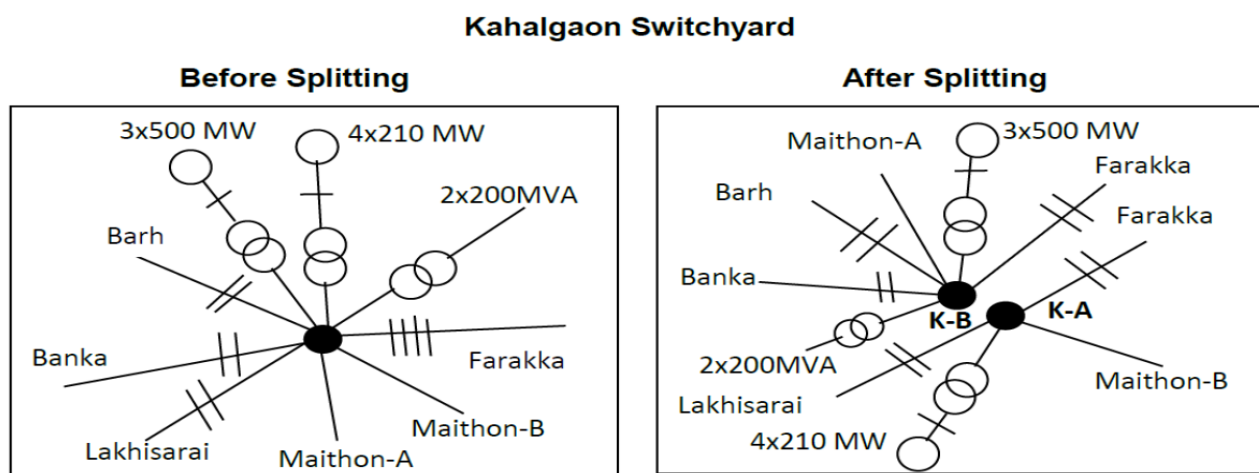 Kahalgaon Switchyard
Before Splitting
3x500 MW
4x210 MW
2x200MVA
Barh
Banka
Farakka
Lakhisarai
Maithon-A
Maithon-B
After Splitting
3x500 MW
Maithon-A
Farakka
Barh
Farakka
Banka
K-B
K-A
2x200MVA
Maithon-B
Lakhisarai
4x210 MW